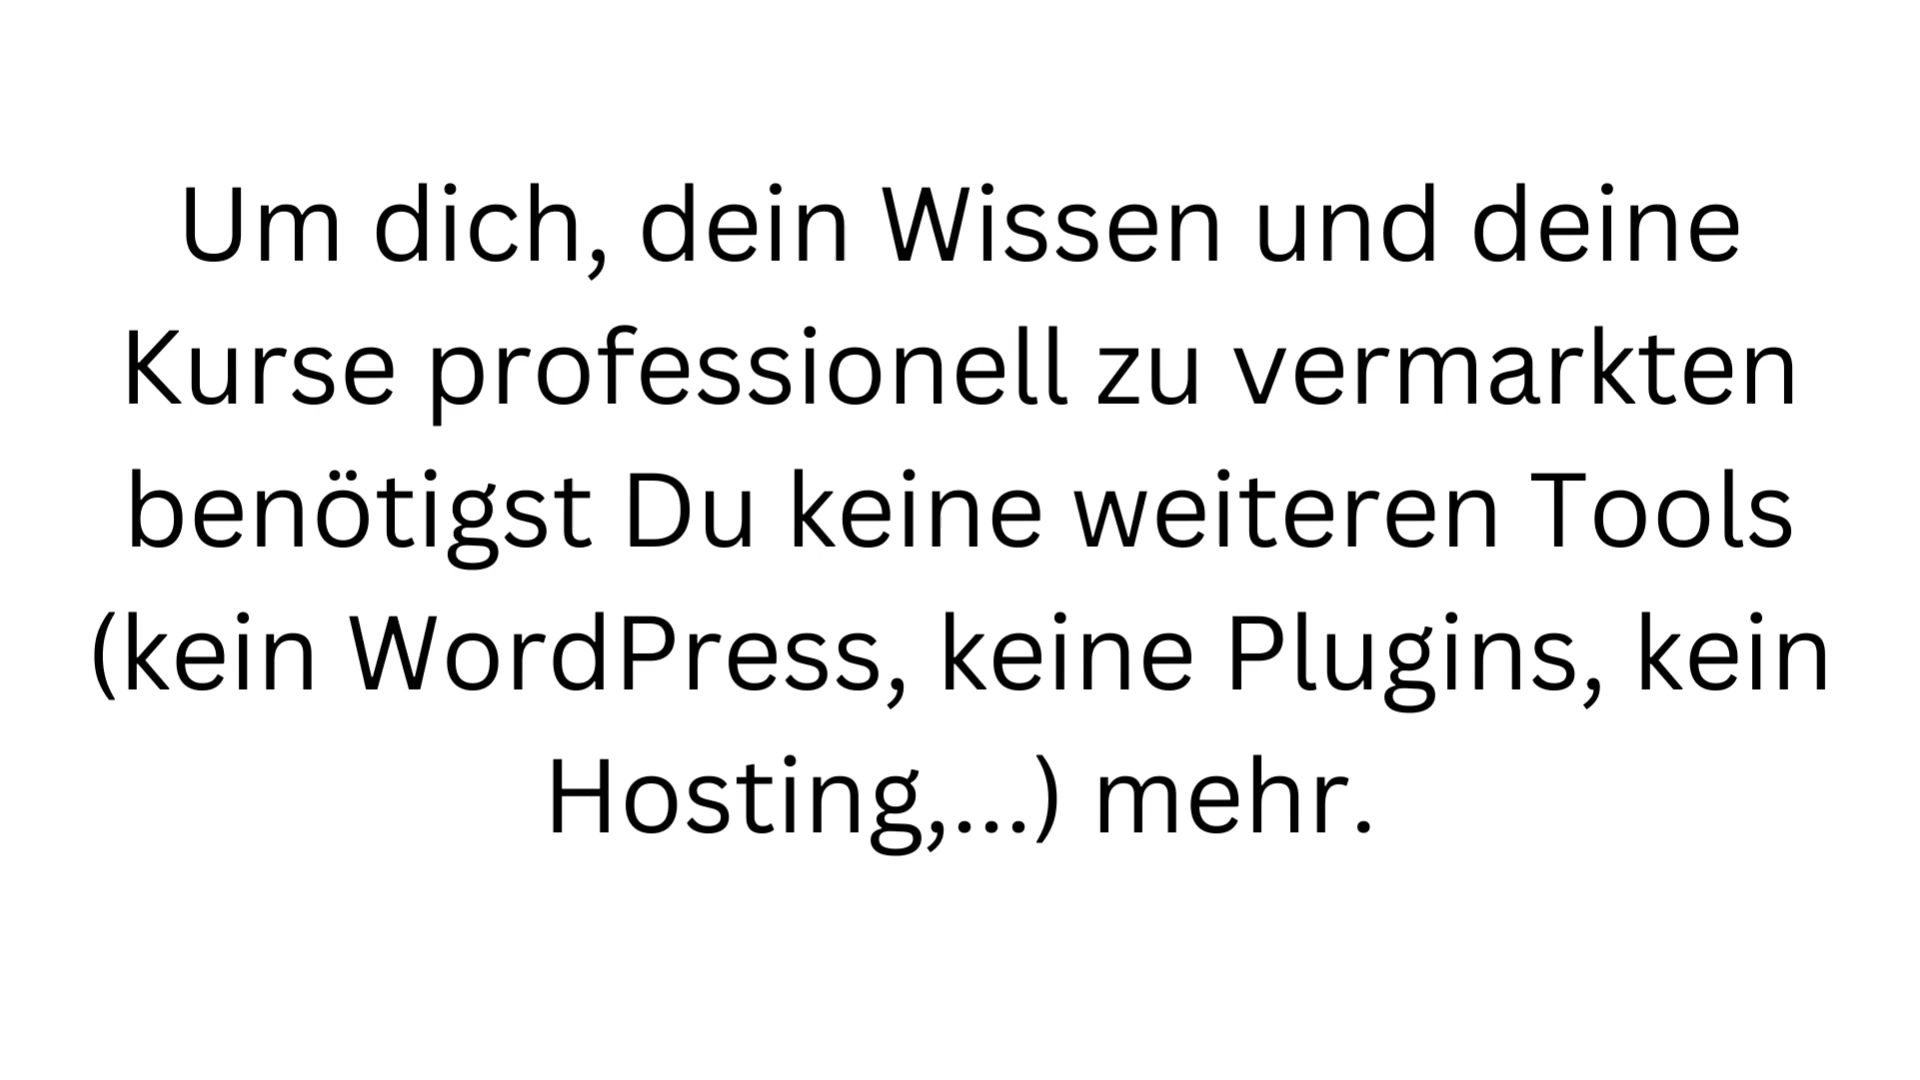 Um dich, dein Wissen und deine
Kurse professionell zu vermarkten
benötigst Du keine weiteren Tools
(kein WordPress, keine Plugins, kein
Hosting,...) mehr.